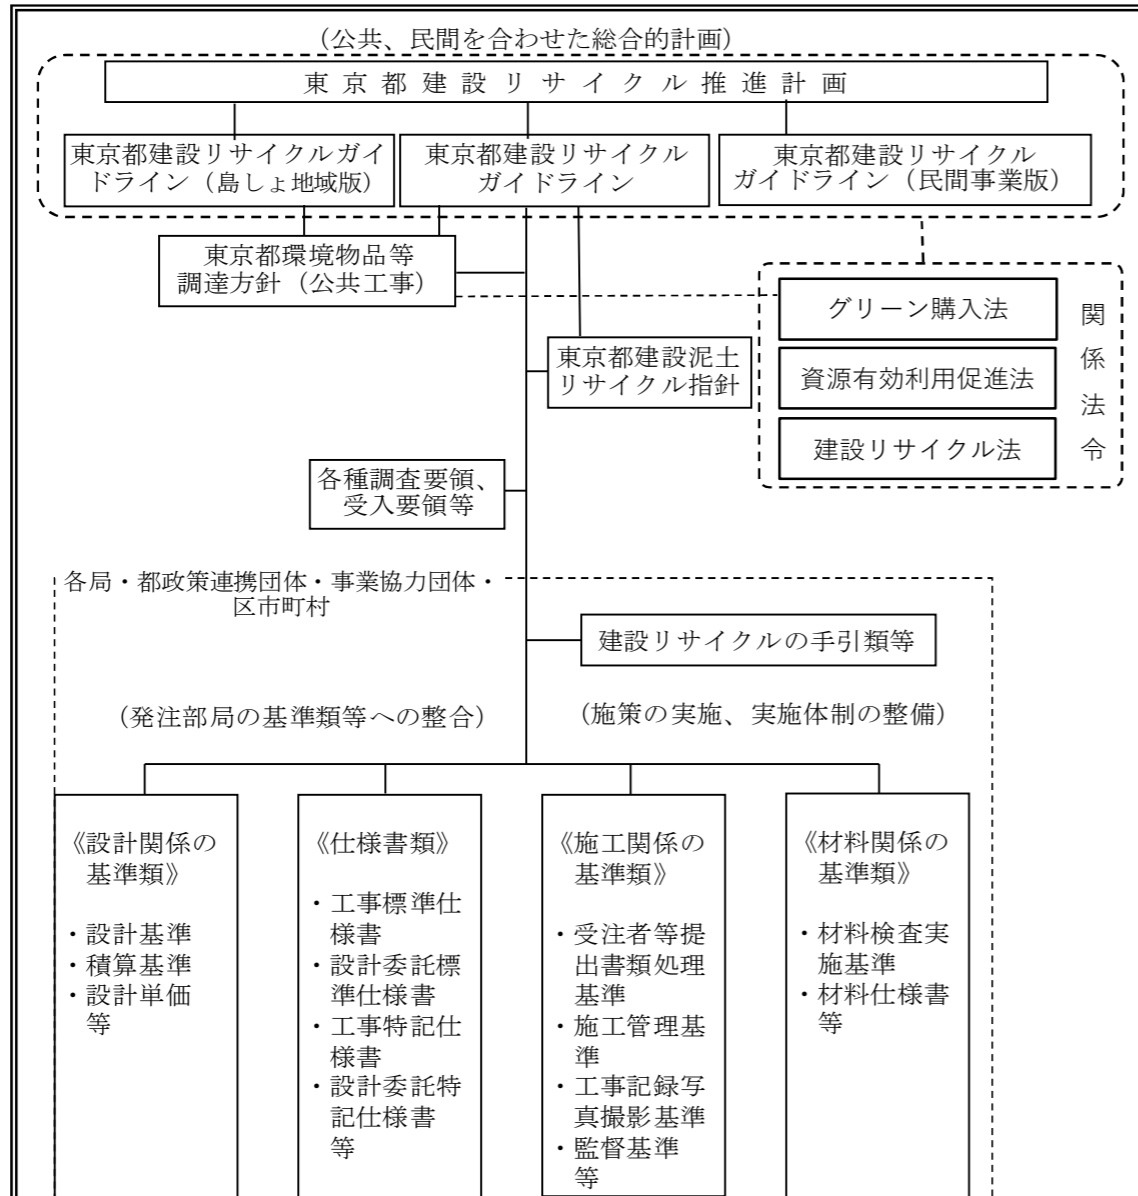 (公共、民間を合わせた総合的計画)
東京都建設リサイクル推進計画
東京都建設リサイクルガイ
ドライン(島しょ地域版)
東京都建設リサイクル
ガイドライン
東京都建設リサイクル
ガイドライン(民間事業版)
東京都環境物品等
調達方針(公共工事)
グリーン購入法
資源有効利用促進法
建設リサイクル法
関係法令
東京都建設泥土
リサイクル指針
各種調査要領、
受入要領等
各局・都政策連携団体・事業協力団体・
区市町村
建設リサイクルの手引類等
(発注部局の基準類等への整合)
(施策の実施、実施体制の整備)
《設計関係の
基準類》
・設計基準
・積算基準
・設計単価
等
《仕様書類》
・工事標準仕
様書
・設計委託標
準仕様書
・工事特記仕
様書
・設計委託特
記仕様書
等
《施工関係の
基準類》
・受注者等提
出書類処理
基準
・施工管理基
準
・工事記録写
真撮影基準
・監督基準
等
《材料関係の
基準類》
・材料検査実
施基準
・材料仕様書
等